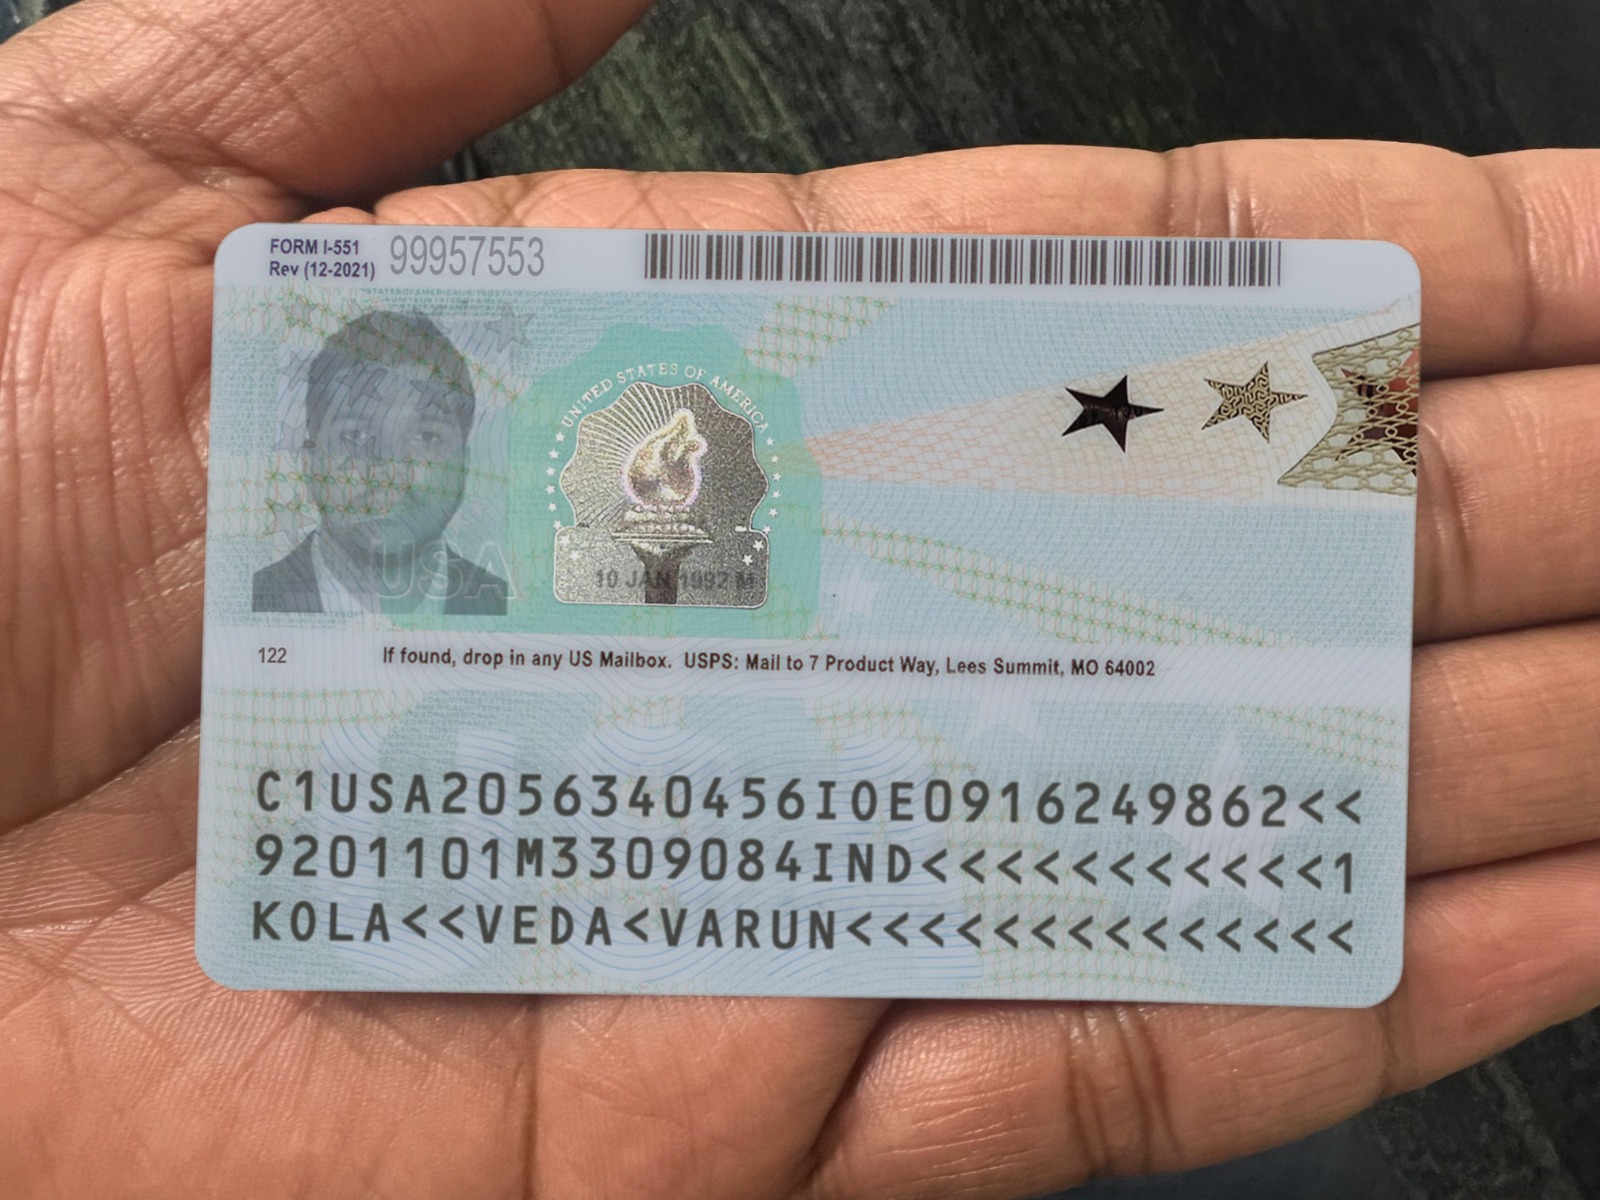 FORM I-551
Rev (12-2021) 99957553
UNITED STATES OF AMERICA
USA
10 JAN 1992 M
122 If found, drop in any US Mailbox. USPS: Mail to 7 Product Way, Lees Summit, MO 64002
C1USA2056340456IOE0916249862<<
9201101M3309084IND<<<<<<<<<<<1
KOLA<<VEDA<VARUN<<<<<<<<<<<<<<